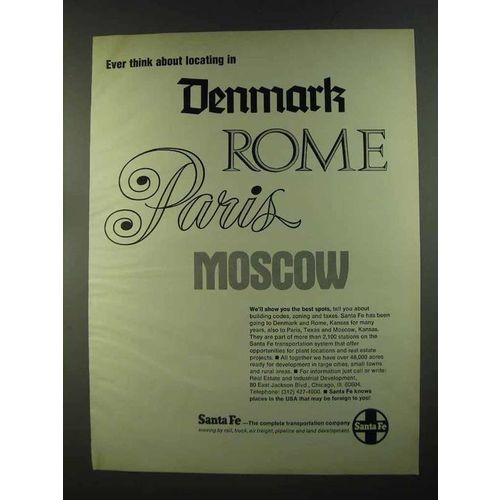 Ever think about locating in
Denmark
ROME
Paris
MOSCOW
We'll show you the best spots, tell you about
building codes, zoning and taxes. Santa Fe has been
going to Denmark and Rome, Kansas for many
years, also to Paris, Texas and Moscow, Kansas.
They are part of more than 2,100 stations on the
Santa Fe transportation system that offer
opportunities for plant locations and real estate
projects. ■ All together we have over 48,000 acres
ready for development in large cities, small towns
and rural areas. ■ For information just call or write:
Real Estate and Industrial Development,
80 East Jackson Blvd., Chicago, Ill. 60604.
Telephone: (312) 427-4900. ■ Santa Fe knows
places in the USA that may be foreign to you!
Santa Fe—The complete transportation company
moving by rail, truck, air freight, pipeline and land development.
Santa Fe